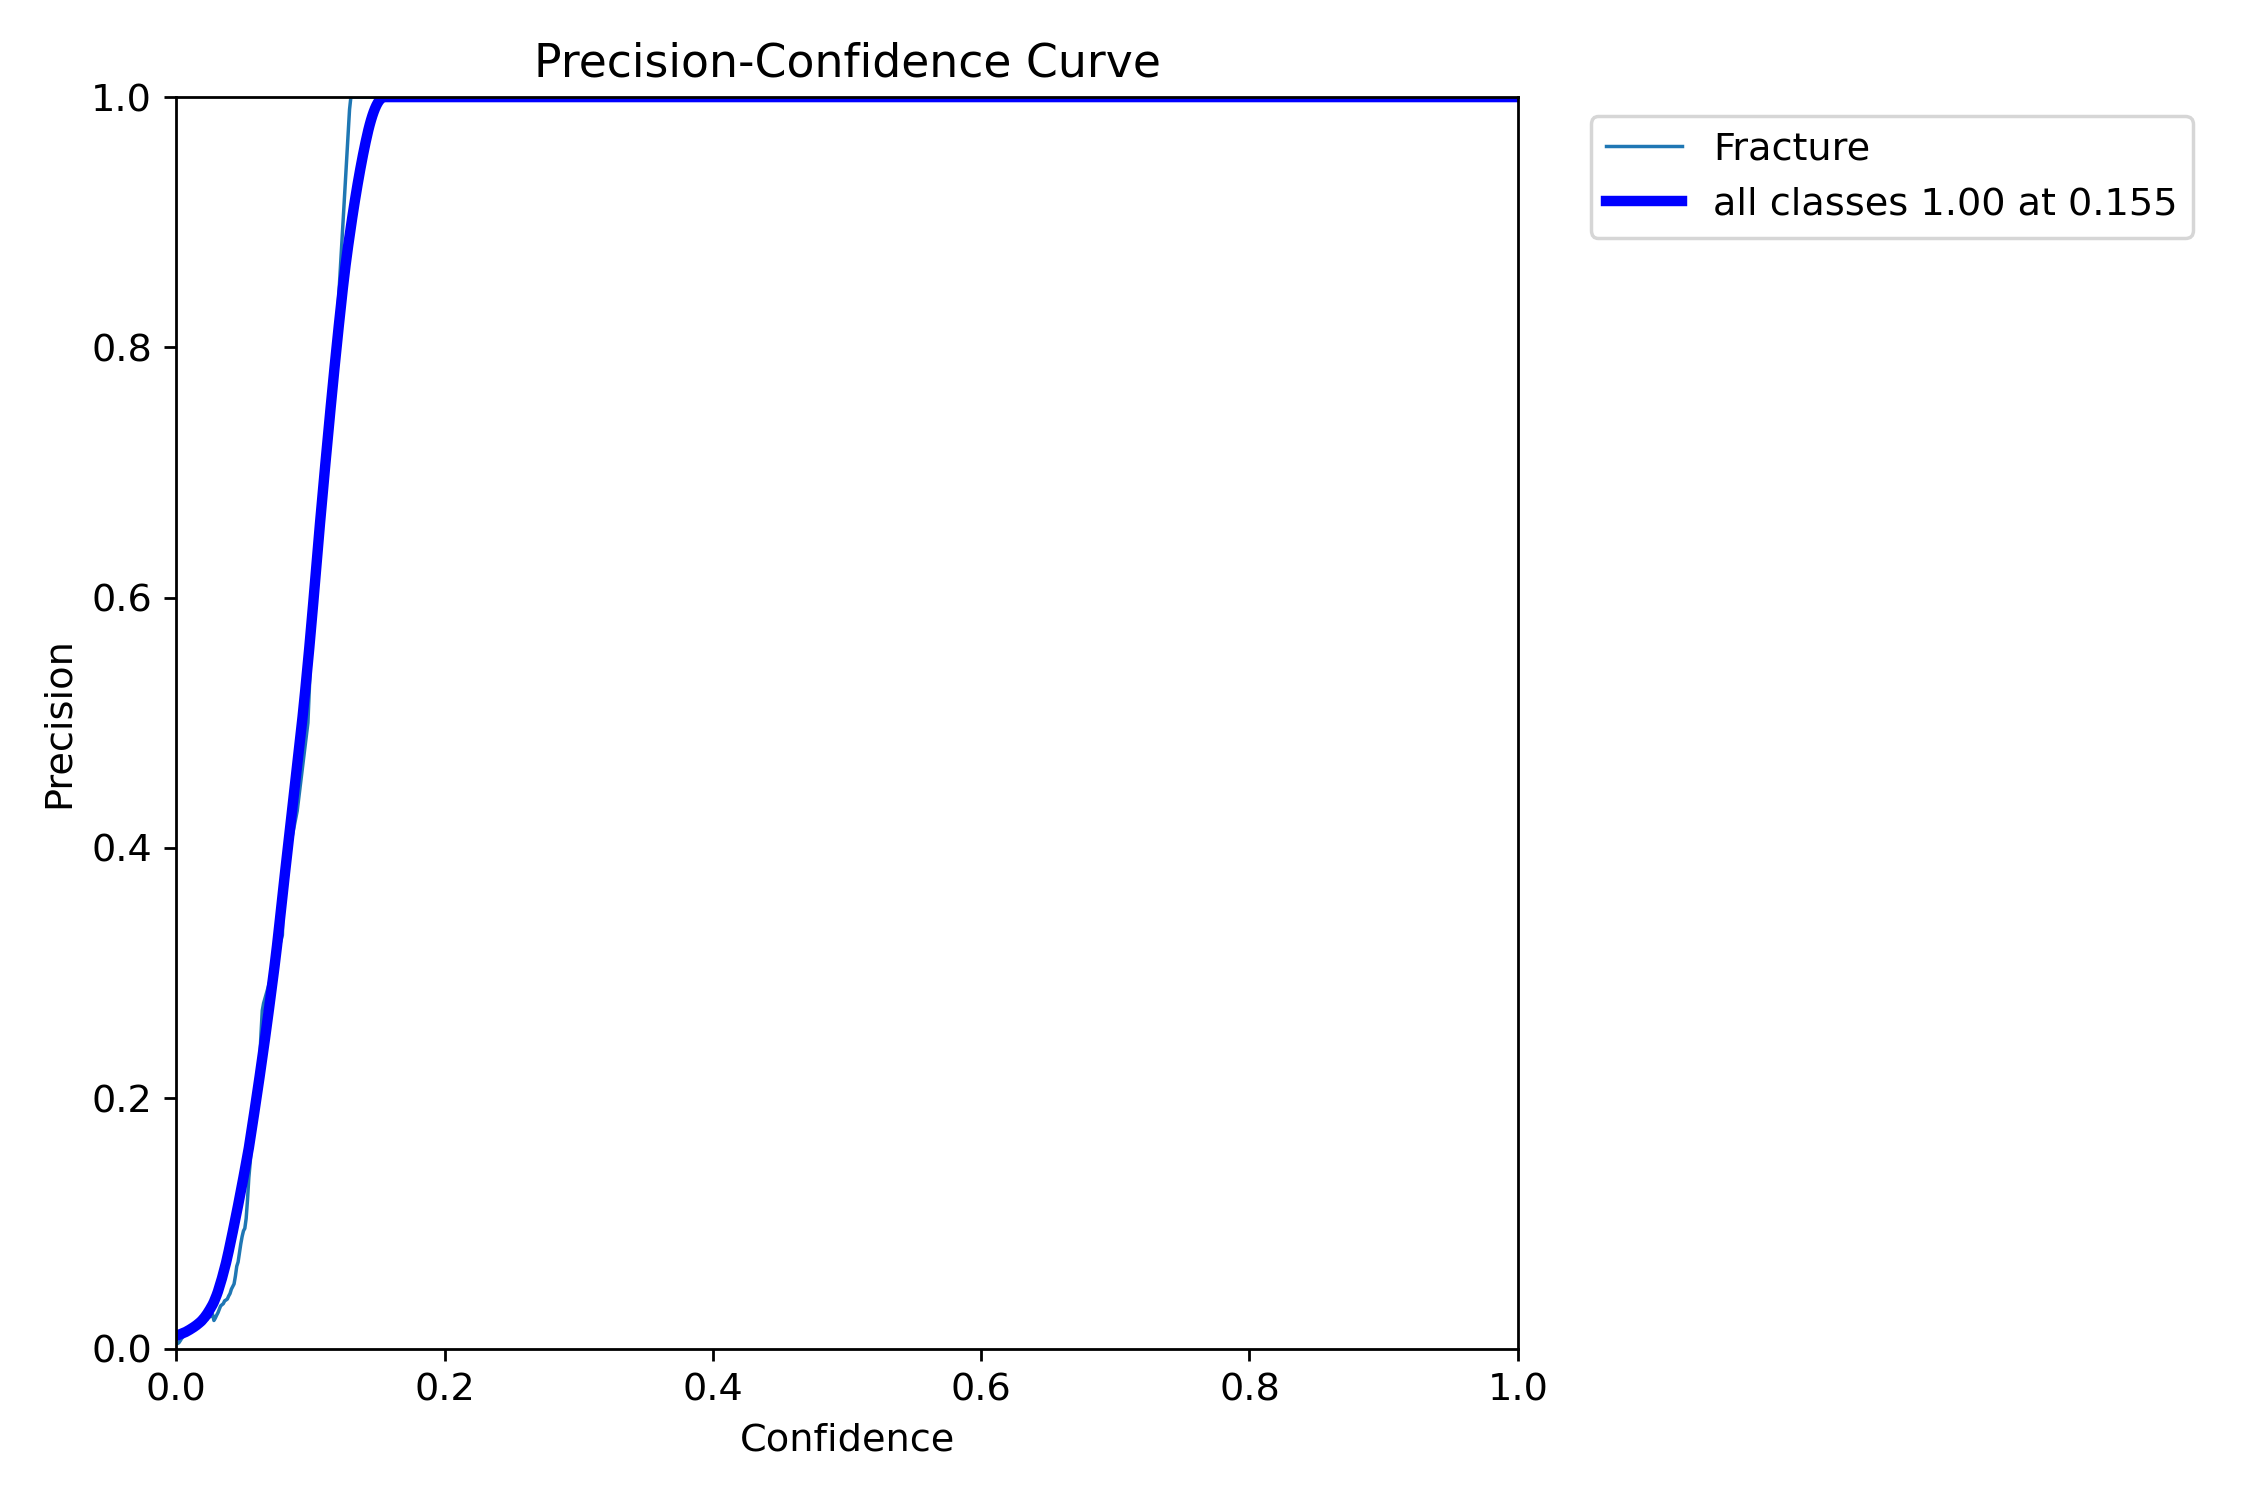 Precision-Confidence Curve
1.0
0.8
0.6
0.4
0.2
0.0
Precision
0.0 0.2 0.4 0.6 0.8 1.0
Confidence
Fracture
all classes 1.00 at 0.155